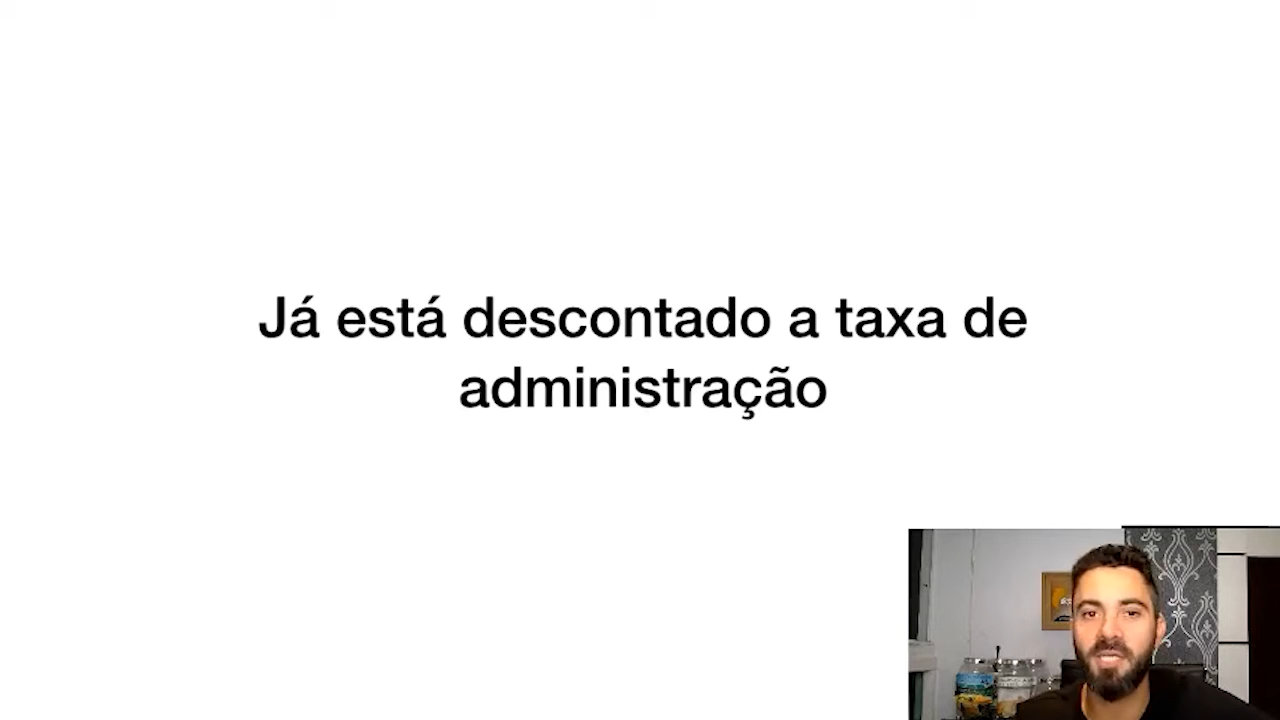 Já está descontado a taxa de
administração